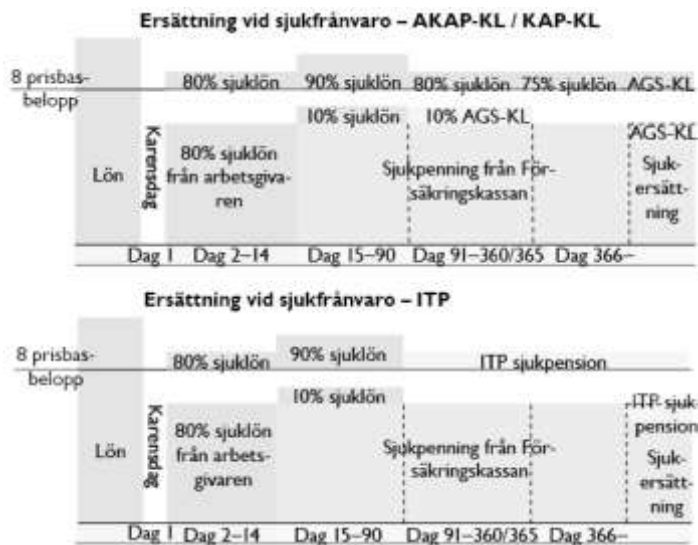 Ersättning vid sjukfrånvaro – AKAP-KL / KAP-KL
8 prisbas-
belopp
80% sjuklön
90% sjuklön
80% sjuklön
75% sjuklön
AGS-KL
10% sjuklön
10% AGS-KL
Lön
Karensdag
80% sjuklön
från arbetsgiva-
ren
Sjukpenning från För-
säkringskassan
AGS-KL
Sjuk-
ersätt-
ning
Dag 1
Dag 2–14
Dag 15–90
Dag 91–360/365
Dag 366–
Ersättning vid sjukfrånvaro – ITP
8 prisbas-
belopp
80% sjuklön
90% sjuklön
ITP sjukpension
10% sjuklön
Lön
Karensdag
80% sjuklön
från arbets-
givaren
Sjukpenning från För-
säkringskassan
ITP sjuk
pension
Sjuk-
ersätt-
ning
Dag 1
Dag 2–14
Dag 15–90
Dag 91–360/365
Dag 366–